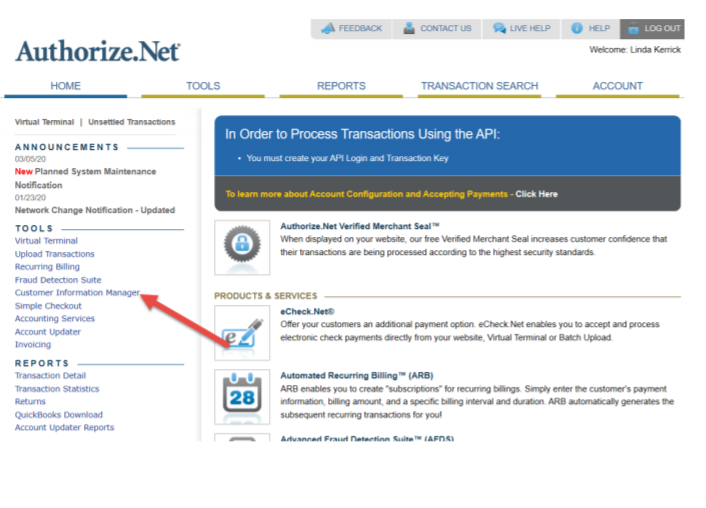 FEEDBACK CONTACT US LIVE HELP HELP LOG OUT
Authorize.Net
Welcome: Linda Kerrick
HOME TOOLS REPORTS TRANSACTION SEARCH ACCOUNT
Virtual Terminal | Unsettled Transactions
ANNOUNCEMENTS
03/05/20
New Planned System Maintenance
Notification
01/23/20
Network Change Notification - Updated
TOOLS
Virtual Terminal
Upload Transactions
Recurring Billing
Fraud Detection Suite
Customer Information Manager
Simple Checkout
Accounting Services
Account Updater
Invoicing
REPORTS
Transaction Detail
Transaction Statistics
Returns
QuickBooks Download
Account Updater Reports
In Order to Process Transactions Using the API:
• You must create your API Login and Transaction Key
To learn more about Account Configuration and Accepting Payments - Click Here
Authorize.Net Verified Merchant Seal™
When displayed on your website, our free Verified Merchant Seal increases customer confidence that
their transactions are being processed according to the highest security standards.
PRODUCTS & SERVICES
eCheck.Net®
Offer your customers an additional payment option. eCheck.Net enables you to accept and process
electronic check payments directly from your website, Virtual Terminal or Batch Upload.
e
Automated Recurring Billing™ (ARB)
ARB enables you to create "subscriptions" for recurring billings. Simply enter the customer's payment
information, billing amount, and a specific billing interval and duration. ARB automatically generates the
subsequent recurring transactions for you!
28
Advanced Fraud Detection Suite™ (AFDS)